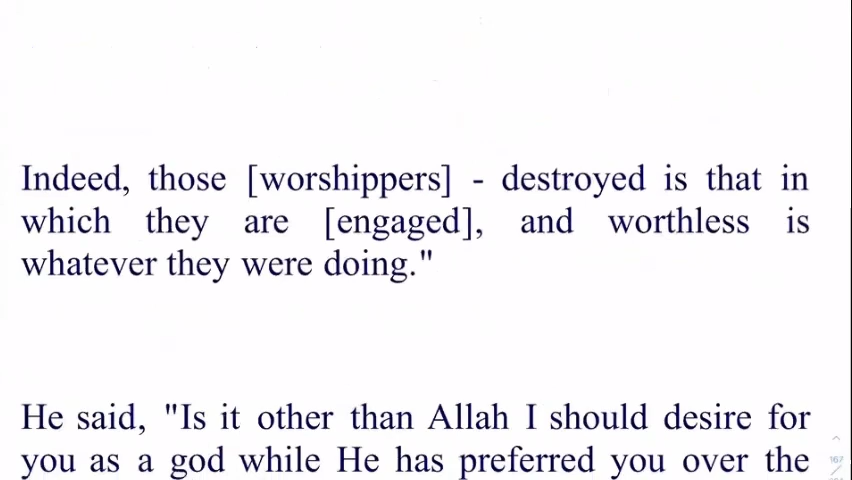 Indeed, those [worshippers] - destroyed is that in
which they are [engaged], and worthless is
whatever they were doing."
He said, "Is it other than Allah I should desire for
you as a god while He has preferred you over the
167